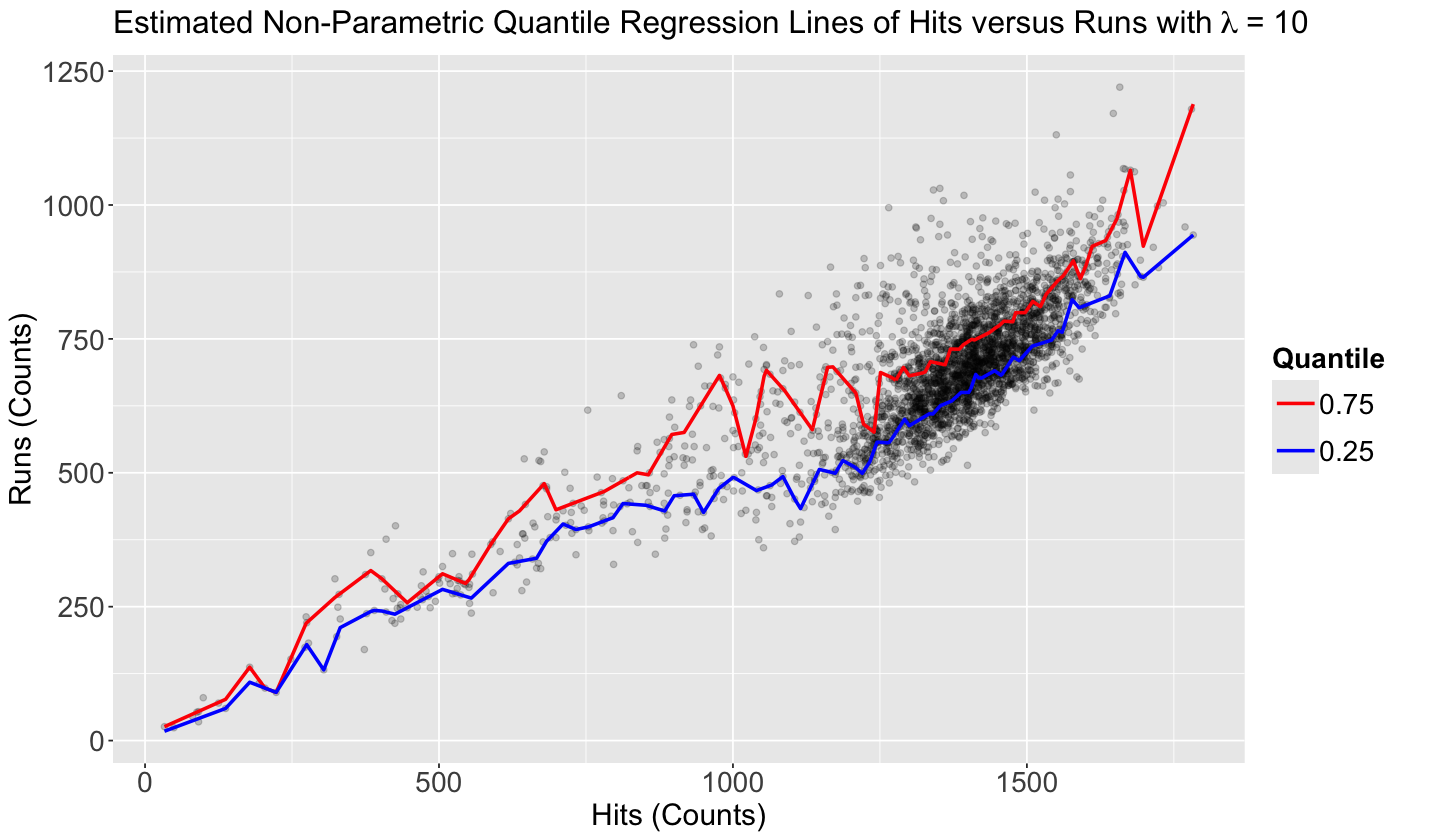 Estimated Non-Parametric Quantile Regression Lines of Hits versus Runs with λ = 10
1250
1000
750
500
250
0
Runs (Counts)
0 500 1000 1500
Hits (Counts)
Quantile
0.75
0.25